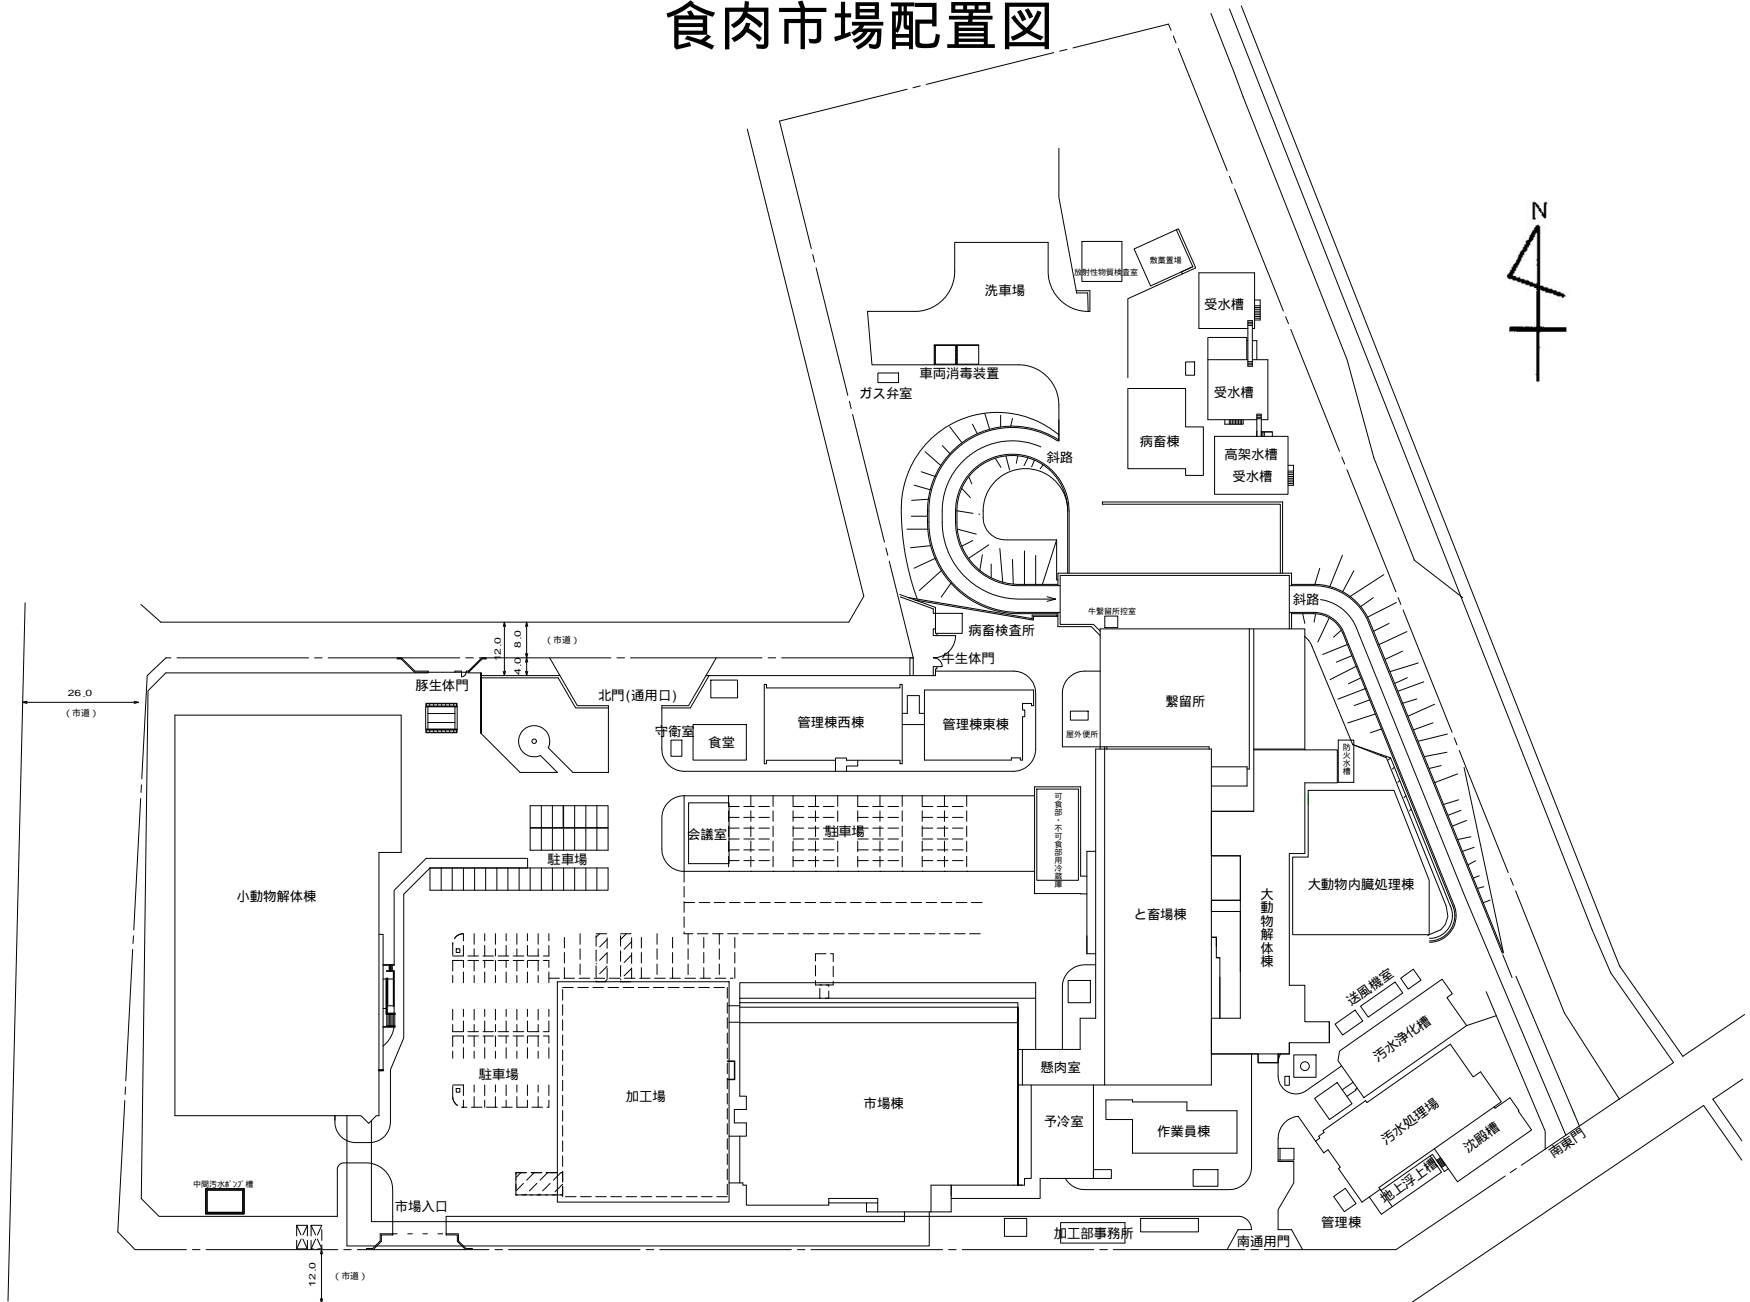 食肉市場配置図
N
放射性物質検査室
敷藁置場
洗車場
受水槽
車両消毒装置
ガス弁室
受水槽
病畜棟
高架水槽
受水槽
斜路
斜路
牛繋留所控室
病畜検査所
牛生体門
12.0
8.0
4.0
(市道)
26.0
(市道)
豚生体門
北門(通用口)
守衛室
食堂
管理棟西棟
管理棟東棟
繋留所
屋外便所
防火水槽
会議室
駐車場
可食部・不可食部用冷蔵庫
駐車場
小動物解体棟
と畜場棟
大動物解体棟
大動物内臓処理棟
送風機室
汚水浄化槽
駐車場
加工場
市場棟
懸肉室
予冷室
作業員棟
汚水処理場
沈殿槽
南東門
地上浮上槽
管理棟
中間汚水ポンプ槽
市場入口
加工部事務所
南通用門
12.0
(市道)